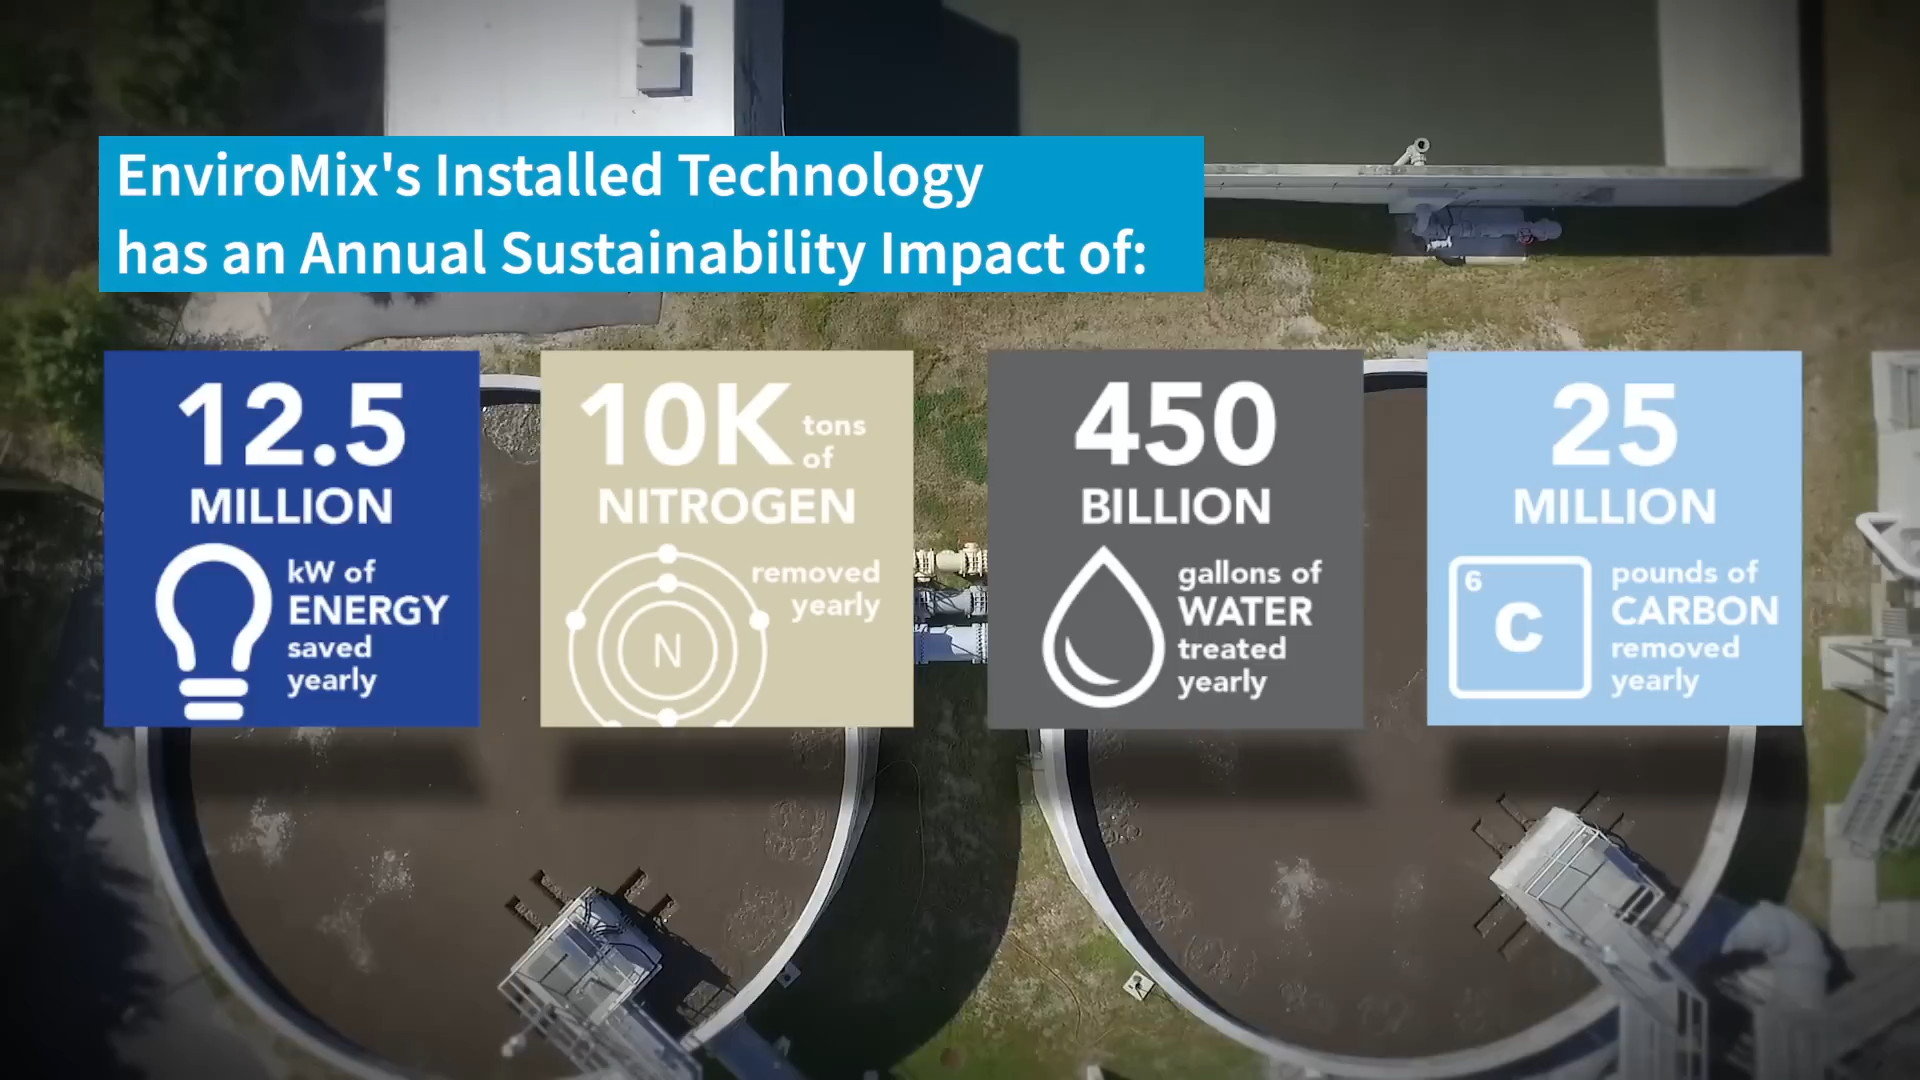 EnviroMix's Installed Technology
has an Annual Sustainability Impact of:
12.5
MILLION
kW of
ENERGY
saved
yearly
10K tons
of
NITROGEN
removed
yearly
N
450
BILLION
gallons of
WATER
treated
yearly
25
MILLION
6
C
pounds of
CARBON
removed
yearly